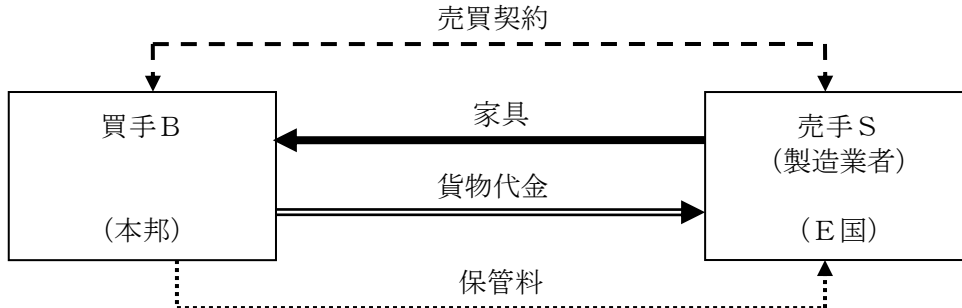 売買契約
買手Ｂ
（本邦）
家具
貨物代金
売手Ｓ
（製造業者）
（Ｅ国）
保管料